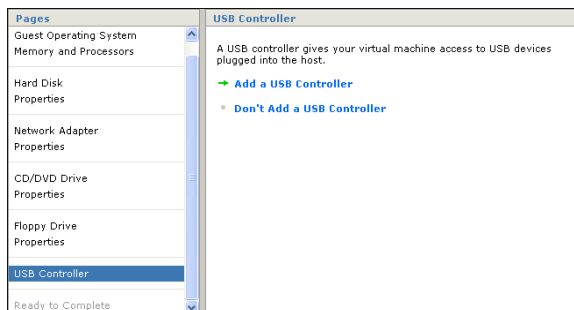 Pages
Guest Operating System
Memory and Processors
Hard Disk
Properties
Network Adapter
Properties
CD/DVD Drive
Properties
Floppy Drive
Properties
USB Controller
Ready to Complete
USB Controller
A USB controller gives your virtual machine access to USB devices
plugged into the host.
Add a USB Controller
Don't Add a USB Controller